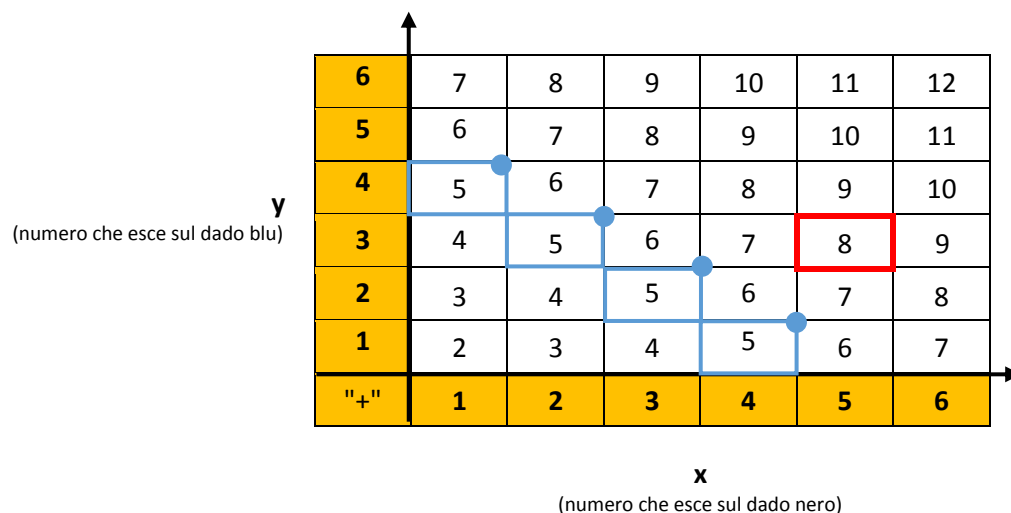 6 7 8 9 10 11 12
5 6 7 8 9 10 11
4 5 6 7 8 9 10
y
(numero che esce sul dado blu)
3 4 5 6 7 8 9
2 3 4 5 6 7 8
1 2 3 4 5 6 7
"+" 1 2 3 4 5 6
x
(numero che esce sul dado nero)